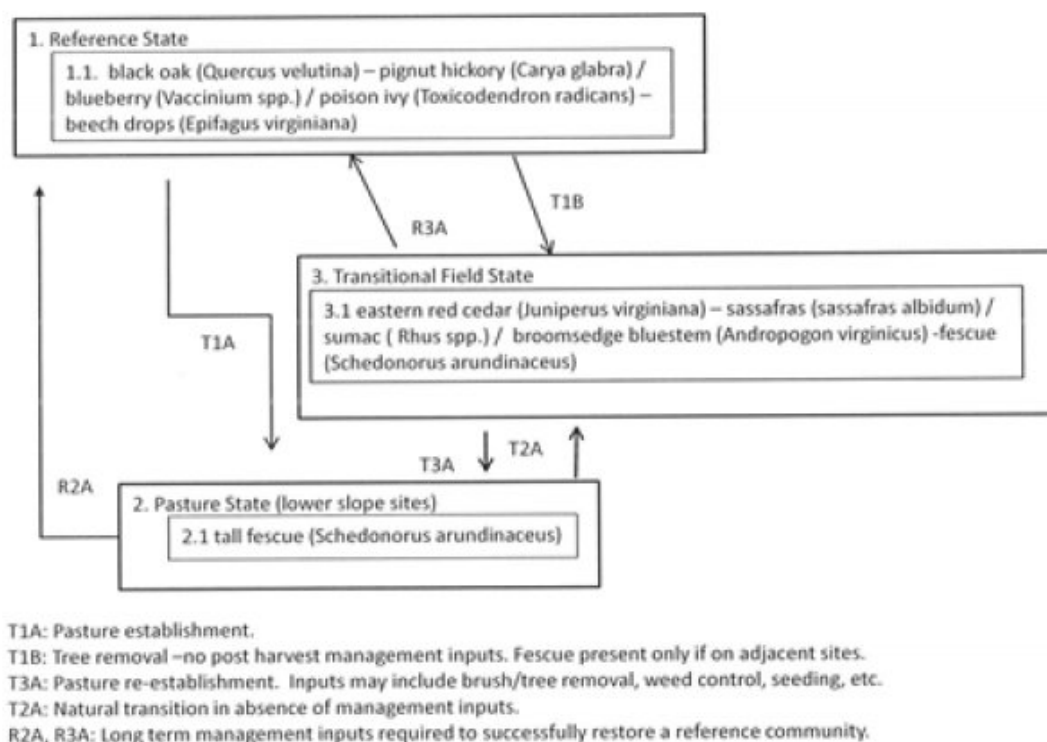 1. Reference State
1.1. black oak (Quercus velutina) – pignut hickory (Carya glabra) /
blueberry (Vaccinium spp.) / poison ivy (Toxicodendron radicans) –
beech drops (Epifagus virginiana)
T1B
R3A
3. Transitional Field State
3.1 eastern red cedar (Juniperus virginiana) – sassafras (sassafras albidum) /
sumac ( Rhus spp.) / broomsedge bluestem (Andropogon virginicus) -fescue
(Schedonorus arundinaceus)
T1A
T2A
T3A
R2A
2. Pasture State (lower slope sites)
2.1 tall fescue (Schedonorus arundinaceus)
T1A: Pasture establishment.
T1B: Tree removal –no post harvest management inputs. Fescue present only if on adjacent sites.
T3A: Pasture re-establishment. Inputs may include brush/tree removal, weed control, seeding, etc.
T2A: Natural transition in absence of management inputs.
R2A, R3A: Long term management inputs required to successfully restore a reference community.